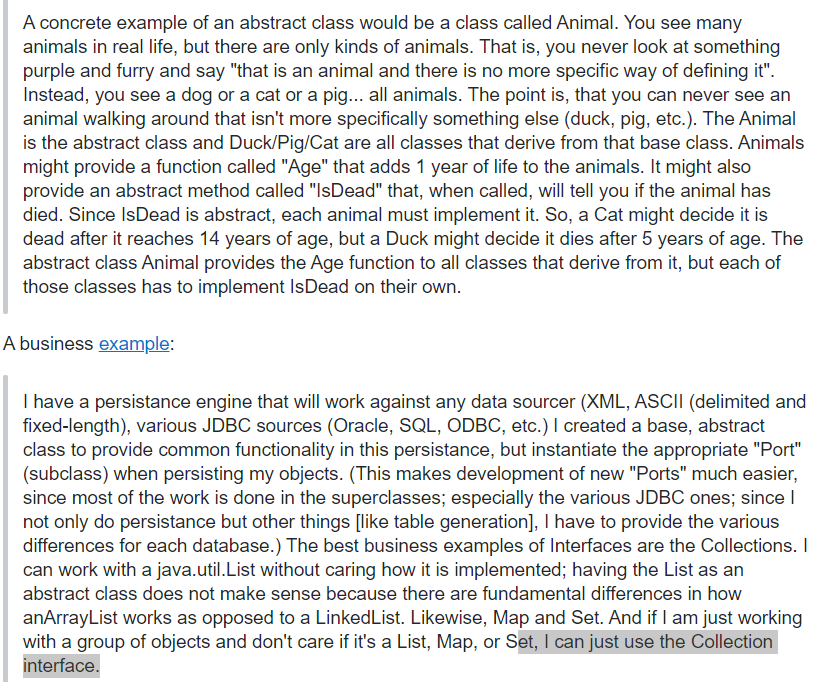 A concrete example of an abstract class would be a class called Animal. You see many
animals in real life, but there are only kinds of animals. That is, you never look at something
purple and furry and say "that is an animal and there is no more specific way of defining it".
Instead, you see a dog or a cat or a pig... all animals. The point is, that you can never see an
animal walking around that isn't more specifically something else (duck, pig, etc.). The Animal
is the abstract class and Duck/Pig/Cat are all classes that derive from that base class. Animals
might provide a function called "Age" that adds 1 year of life to the animals. It might also
provide an abstract method called "IsDead" that, when called, will tell you if the animal has
died. Since IsDead is abstract, each animal must implement it. So, a Cat might decide it is
dead after it reaches 14 years of age, but a Duck might decide it dies after 5 years of age. The
abstract class Animal provides the Age function to all classes that derive from it, but each of
those classes has to implement IsDead on their own.
A business example:
I have a persistance engine that will work against any data sourcer (XML, ASCII (delimited and
fixed-length), various JDBC sources (Oracle, SQL, ODBC, etc.) I created a base, abstract
class to provide common functionality in this persistance, but instantiate the appropriate "Port"
(subclass) when persisting my objects. (This makes development of new "Ports" much easier,
since most of the work is done in the superclasses; especially the various JDBC ones; since I
not only do persistance but other things [like table generation], I have to provide the various
differences for each database.) The best business examples of Interfaces are the Collections. I
can work with a java.util.List without caring how it is implemented; having the List as an
abstract class does not make sense because there are fundamental differences in how
anArrayList works as opposed to a LinkedList. Likewise, Map and Set. And if I am just working
with a group of objects and don't care if it's a List, Map, or Set, I can just use the Collection
interface.